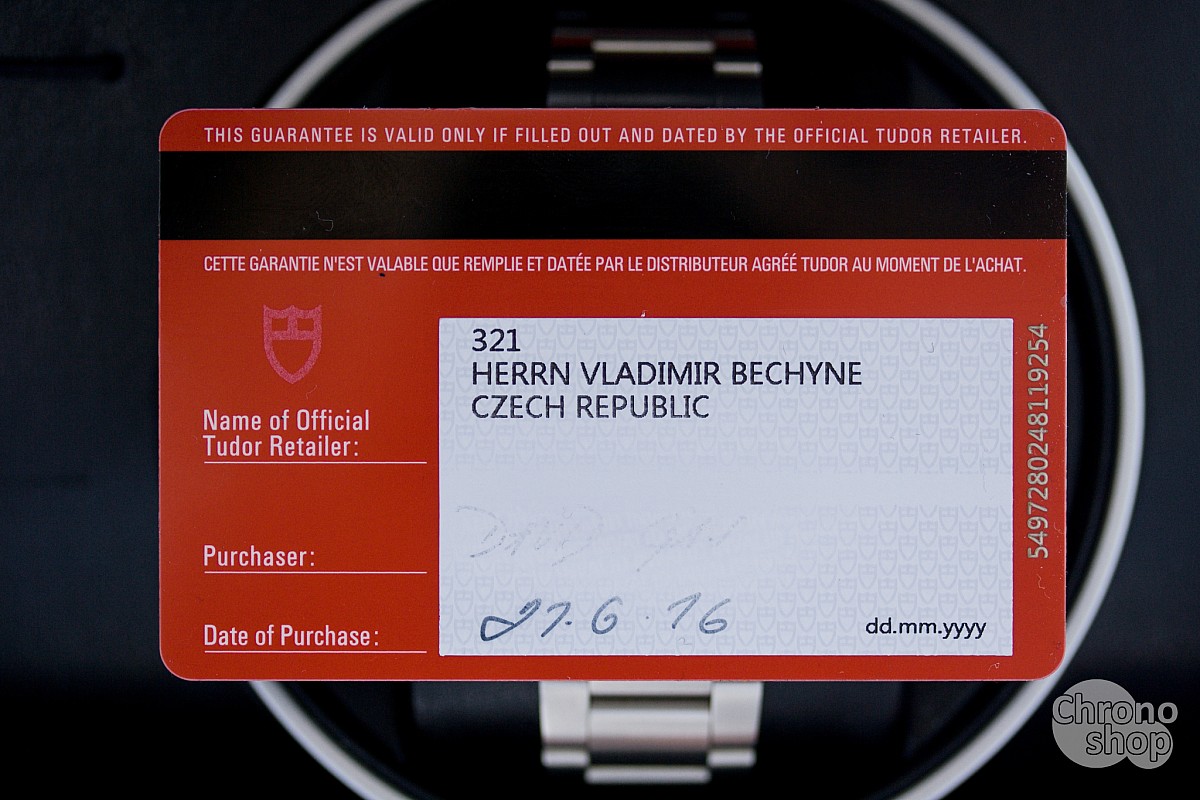 THIS GUARANTEE IS VALID ONLY IF FILLED OUT AND DATED BY THE OFFICIAL TUDOR RETAILER.
CETTE GARANTIE N'EST VALABLE QUE REMPLIE ET DATÉE PAR LE DISTRIBUTEUR AGRÉÉ TUDOR AU MOMENT DE L'ACHAT.
321
HERRN VLADIMIR BECHYNE
CZECH REPUBLIC
Name of Official
Tudor Retailer:
Purchaser:
DAVID
Date of Purchase:
27.6.16
dd.mm.yyyy
5497280248119254
Chrono
shop